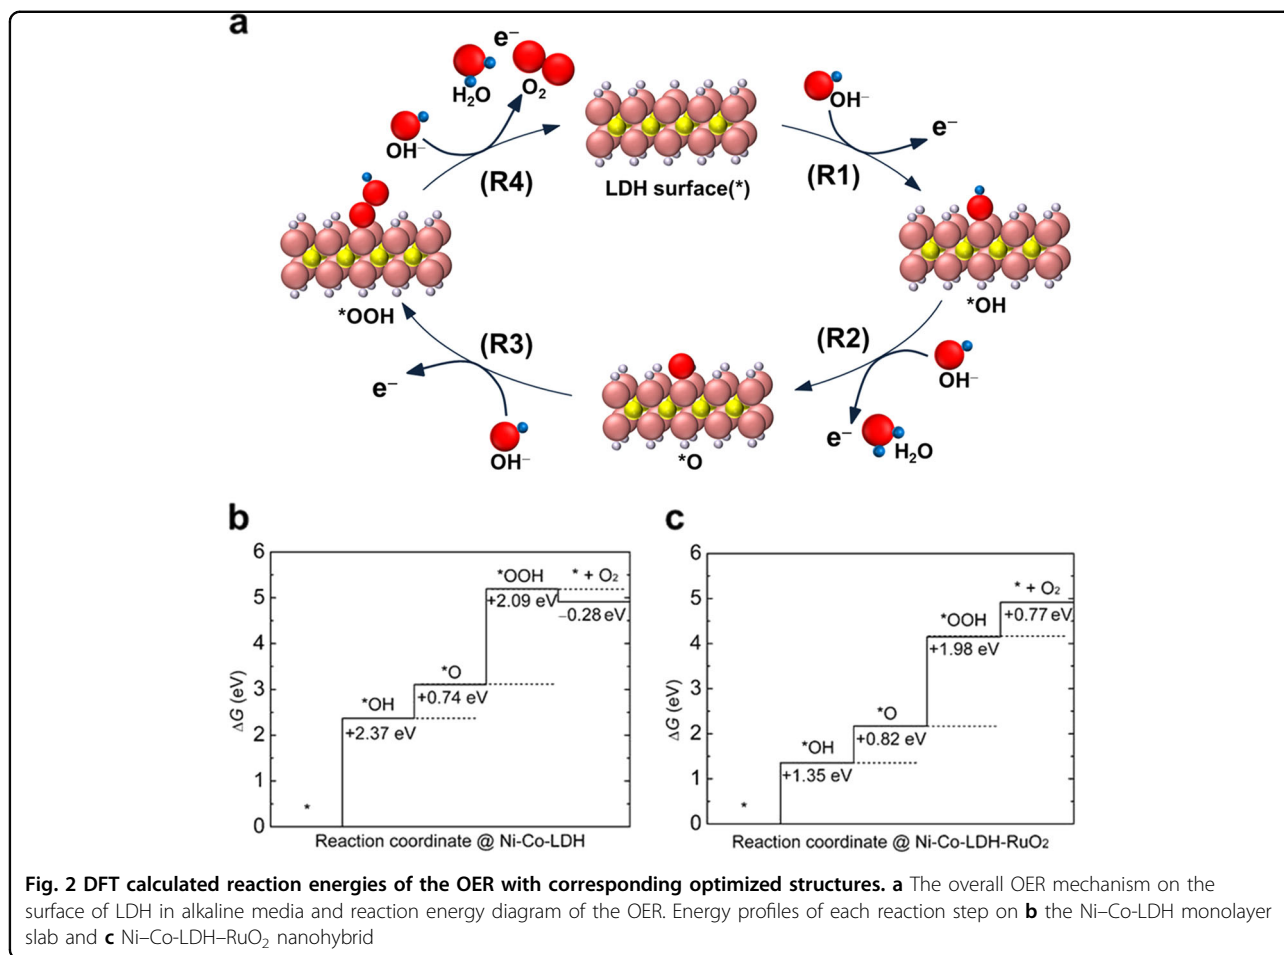 a
e⁻
H₂O
O₂
OH⁻
(R4)
LDH surface(*)
OH⁻
e⁻
(R1)
*OOH
*OH
(R3)
(R2)
e⁻
OH⁻
OH⁻
*O
e⁻
H₂O
b
ΔG (eV)
6
5
4
3
2
1
0
*
*OH
+2.37 eV
*O
+0.74 eV
*OOH
+2.09 eV
* + O₂
−0.28 eV
Reaction coordinate @ Ni-Co-LDH
c
ΔG (eV)
6
5
4
3
2
1
0
*
*OH
+1.35 eV
*O
+0.82 eV
*OOH
+1.98 eV
* + O₂
+0.77 eV
Reaction coordinate @ Ni-Co-LDH-RuO₂
Fig. 2 DFT calculated reaction energies of the OER with corresponding optimized structures. a The overall OER mechanism on the
surface of LDH in alkaline media and reaction energy diagram of the OER. Energy profiles of each reaction step on b the Ni–Co-LDH monolayer
slab and c Ni–Co-LDH–RuO₂ nanohybrid